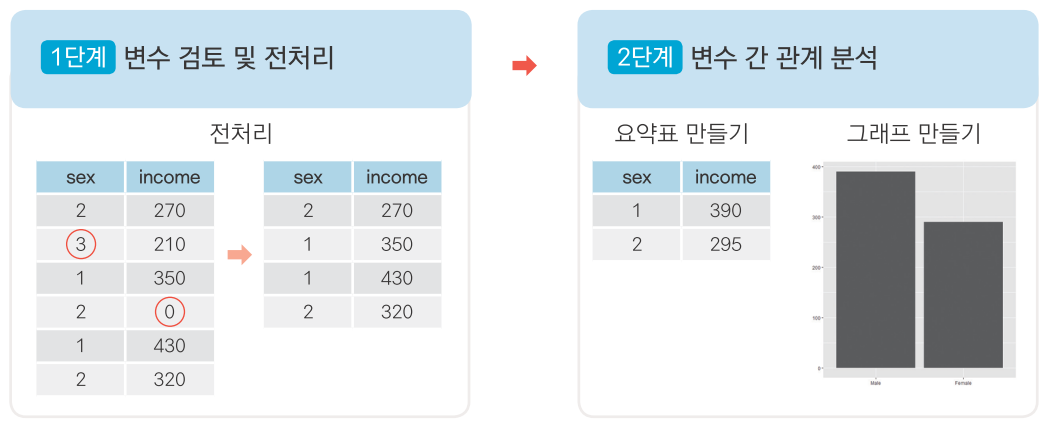 1단계 변수 검토 및 전처리
전처리
sex income
2 270
3 210
1 350
2 0
1 430
2 320
sex income
2 270
1 350
1 430
2 320
2단계 변수 간 관계 분석
요약표 만들기
sex income
1 390
2 295
그래프 만들기
400
300
200
100
0
Male Female